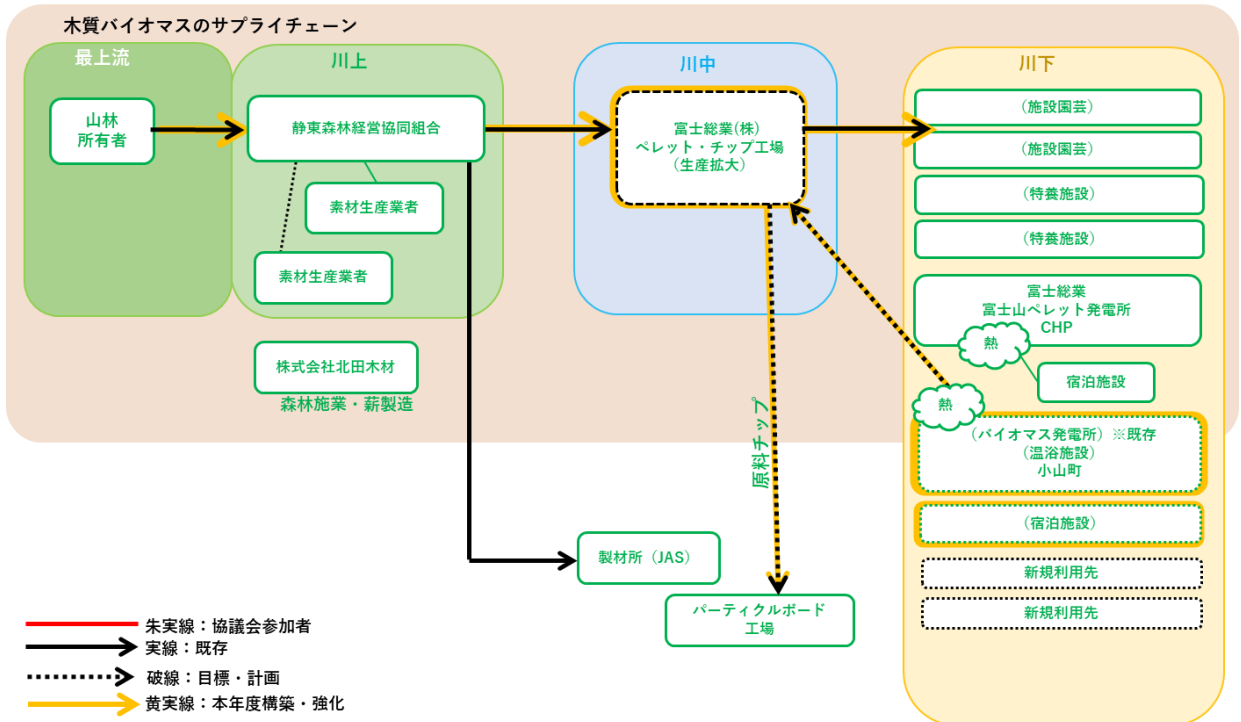 木質バイオマスのサプライチェーン
最上流
川上
川中
川下
山林
所有者
静東森林経営協同組合
素材生産業者
素材生産業者
株式会社北田木材
森林施業・薪製造
富士総業(株)
ペレット・チップ工場
（生産拡大）
原料チップ
製材所（JAS）
パーティクルボード
工場
（施設園芸）
（施設園芸）
（特養施設）
（特養施設）
富士総業
富士山ペレット発電所
CHP
熱
宿泊施設
熱
（バイオマス発電所）※既存
（温浴施設）
小山町
（宿泊施設）
新規利用先
新規利用先
朱実線：協議会参加者
実線：既存
破線：目標・計画
黄実線：本年度構築・強化